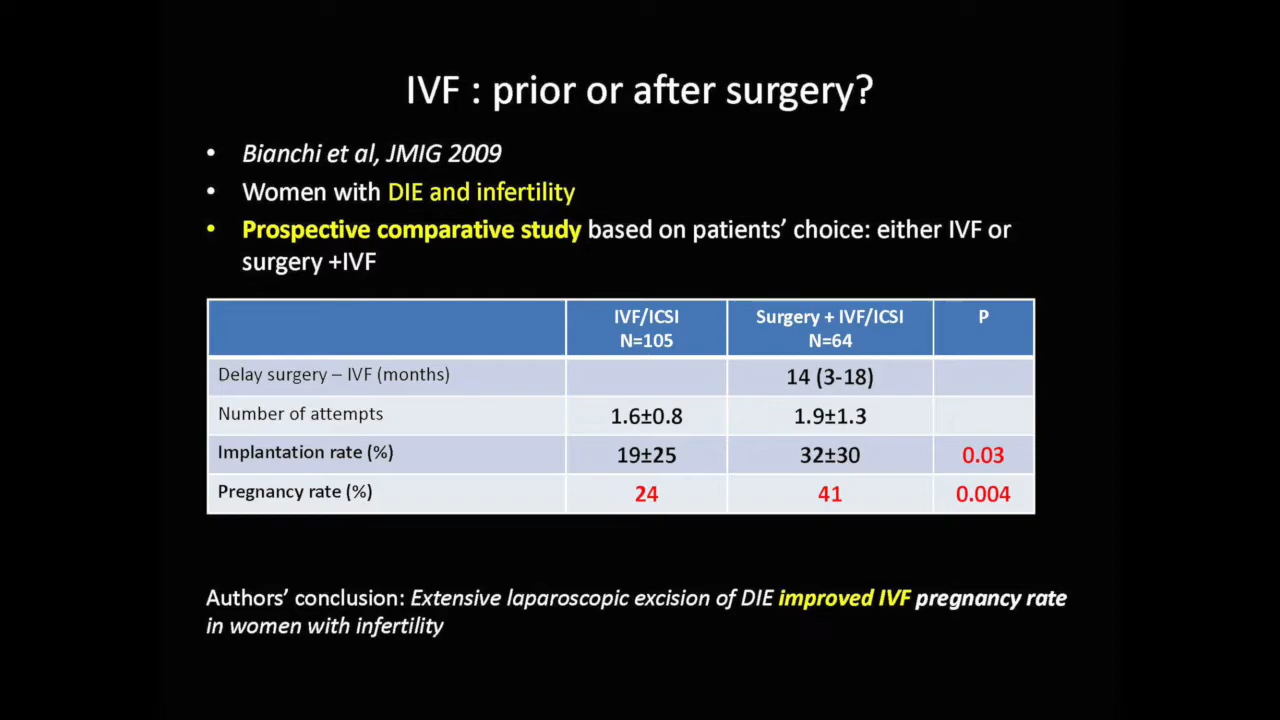 IVF : prior or after surgery?
• Bianchi et al, JMIG 2009
• Women with DIE and infertility
• Prospective comparative study based on patients’ choice: either IVF or
surgery +IVF
IVF/ICSI N=105 Surgery + IVF/ICSI N=64 P
Delay surgery – IVF (months) 14 (3-18)
Number of attempts 1.6±0.8 1.9±1.3
Implantation rate (%) 19±25 32±30 0.03
Pregnancy rate (%) 24 41 0.004
Authors’ conclusion: Extensive laparoscopic excision of DIE improved IVF pregnancy rate
in women with infertility